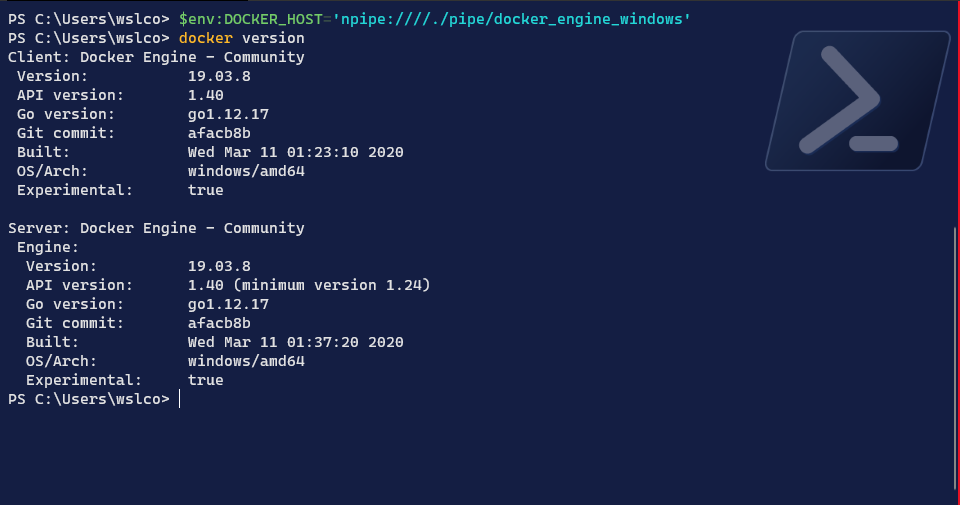 PS C:\Users\wslco> $env:DOCKER_HOST='npipe:////./pipe/docker_engine_windows'
PS C:\Users\wslco> docker version
Client: Docker Engine - Community
 Version:           19.03.8
 API version:       1.40
 Go version:        go1.12.17
 Git commit:        afacb8b
 Built:             Wed Mar 11 01:23:10 2020
 OS/Arch:           windows/amd64
 Experimental:      true

Server: Docker Engine - Community
 Engine:
  Version:          19.03.8
  API version:      1.40 (minimum version 1.24)
  Go version:       go1.12.17
  Git commit:       afacb8b
  Built:            Wed Mar 11 01:37:20 2020
  OS/Arch:          windows/amd64
  Experimental:     true
PS C:\Users\wslco>